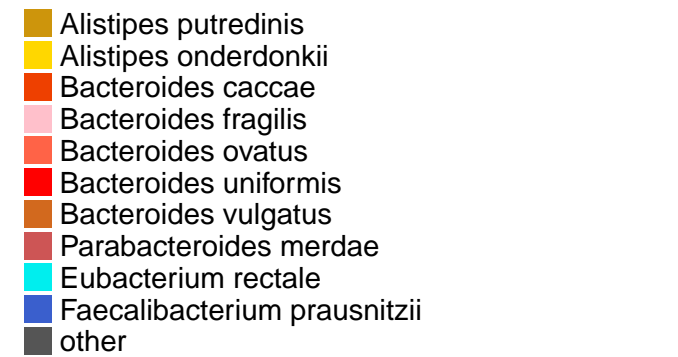 Alistipes putredinis
Alistipes onderdonkii
Bacteroides caccae
Bacteroides fragilis
Bacteroides ovatus
Bacteroides uniformis
Bacteroides vulgatus
Parabacteroides merdae
Eubacterium rectale
Faecalibacterium prausnitzii
other